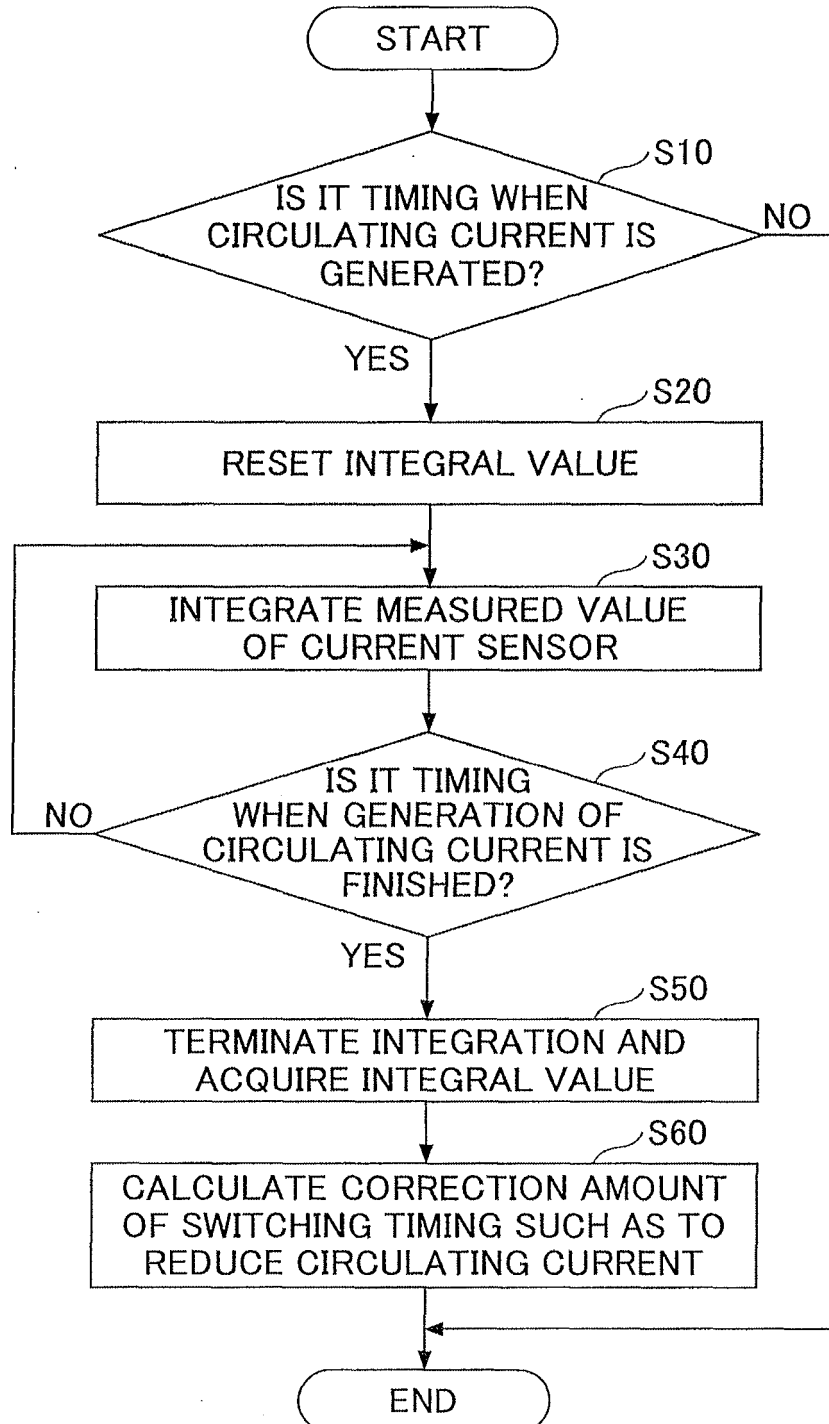 START
S10
IS IT TIMING WHEN
CIRCULATING CURRENT IS
GENERATED?
NO
YES
S20
RESET INTEGRAL VALUE
S30
INTEGRATE MEASURED VALUE
OF CURRENT SENSOR
S40
IS IT TIMING
WHEN GENERATION OF
CIRCULATING CURRENT IS
FINISHED?
NO
YES
S50
TERMINATE INTEGRATION AND
ACQUIRE INTEGRAL VALUE
S60
CALCULATE CORRECTION AMOUNT
OF SWITCHING TIMING SUCH AS TO
REDUCE CIRCULATING CURRENT
END